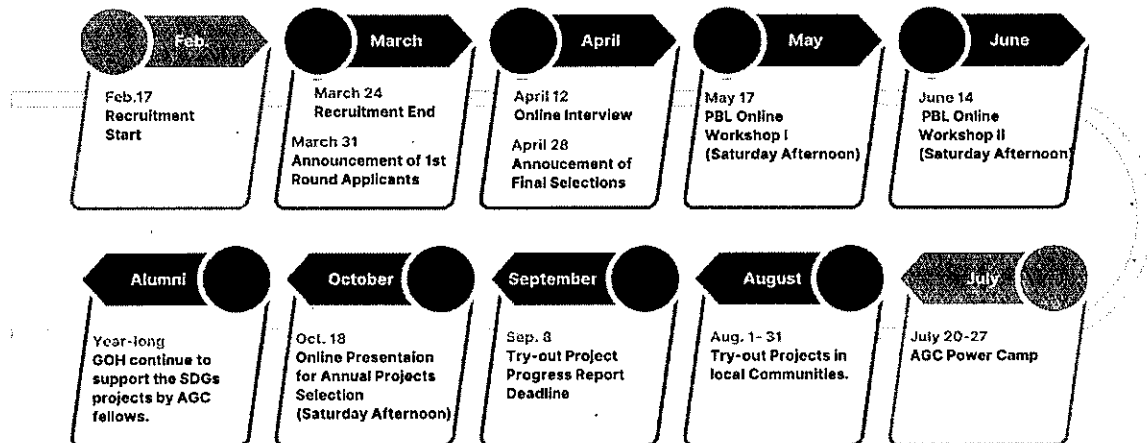 Feb.
Feb.17
Recruitment
Start
March
March 24
Recruitment End
March 31
Announcement of 1st
Round Applicants
April
April 12
Online Interview
April 28
Annoucement of
Final Selections
May
May 17
PBL Online
Workshop I
(Saturday Afternoon)
June
June 14
PBL Online
Workshop II
(Saturday Afternoon)
July
July 20-27
AGC Power Camp
August
Aug. 1- 31
Try-out Projects in
local Communities.
September
Sep. 8
Try-out Project
Progress Report
Deadline
October
Oct. 18
Online Presentaion
for Annual Projects
Selection
(Saturday Afternoon)
Alumni
Year-long
GOH continue to
support the SDGs
projects by AGC
fellows.